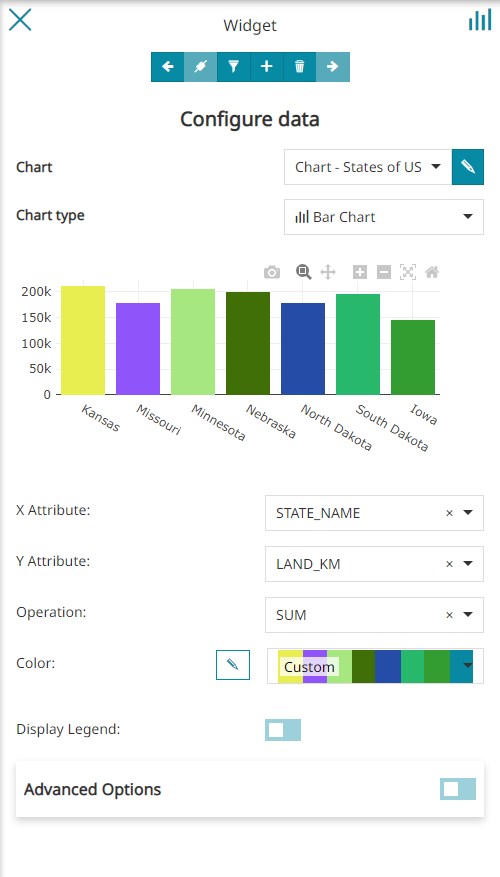 Widget
Configure data
Chart
Chart - States of US
Chart type
Bar Chart
200k
150k
100k
50k
0
Kansas
Missouri
Minnesota
Nebraska
North Dakota
South Dakota
Iowa
X Attribute:
STATE_NAME ×
Y Attribute:
LAND_KM ×
Operation:
SUM ×
Color:
Custom
Display Legend:
Advanced Options